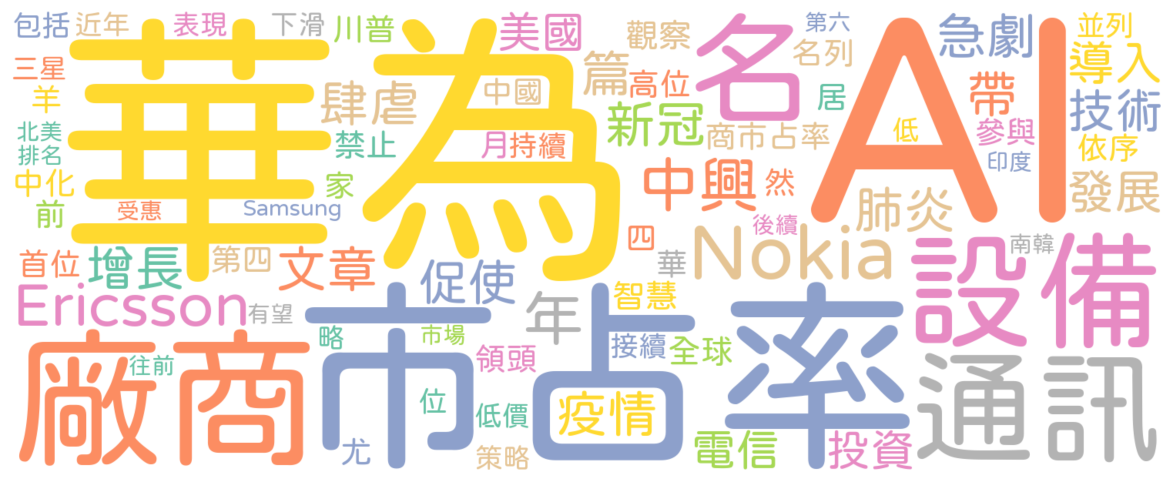 包括
近年
表現
下滑
川普
美國
觀察
第六
名列
急劇
並列
三星
羊
華為
肆虐
篇
高位
名
AI
居
帶
導入
技術
北美
排名
禁止
中國
新冠
商市占率
低
參與
印度
依序
中化
前
受惠
家
Samsung
月
持續
中興
然
肺炎
發展
首位
增長
第四
文章
促使
四
華
Nokia
後續
設備
南韓
Ericsson
有望
年
智慧
廠商
往前
略
市場
領頭
接續
全球
市占率
通訊
位
低價
疫情
尤
策略
電信
投資